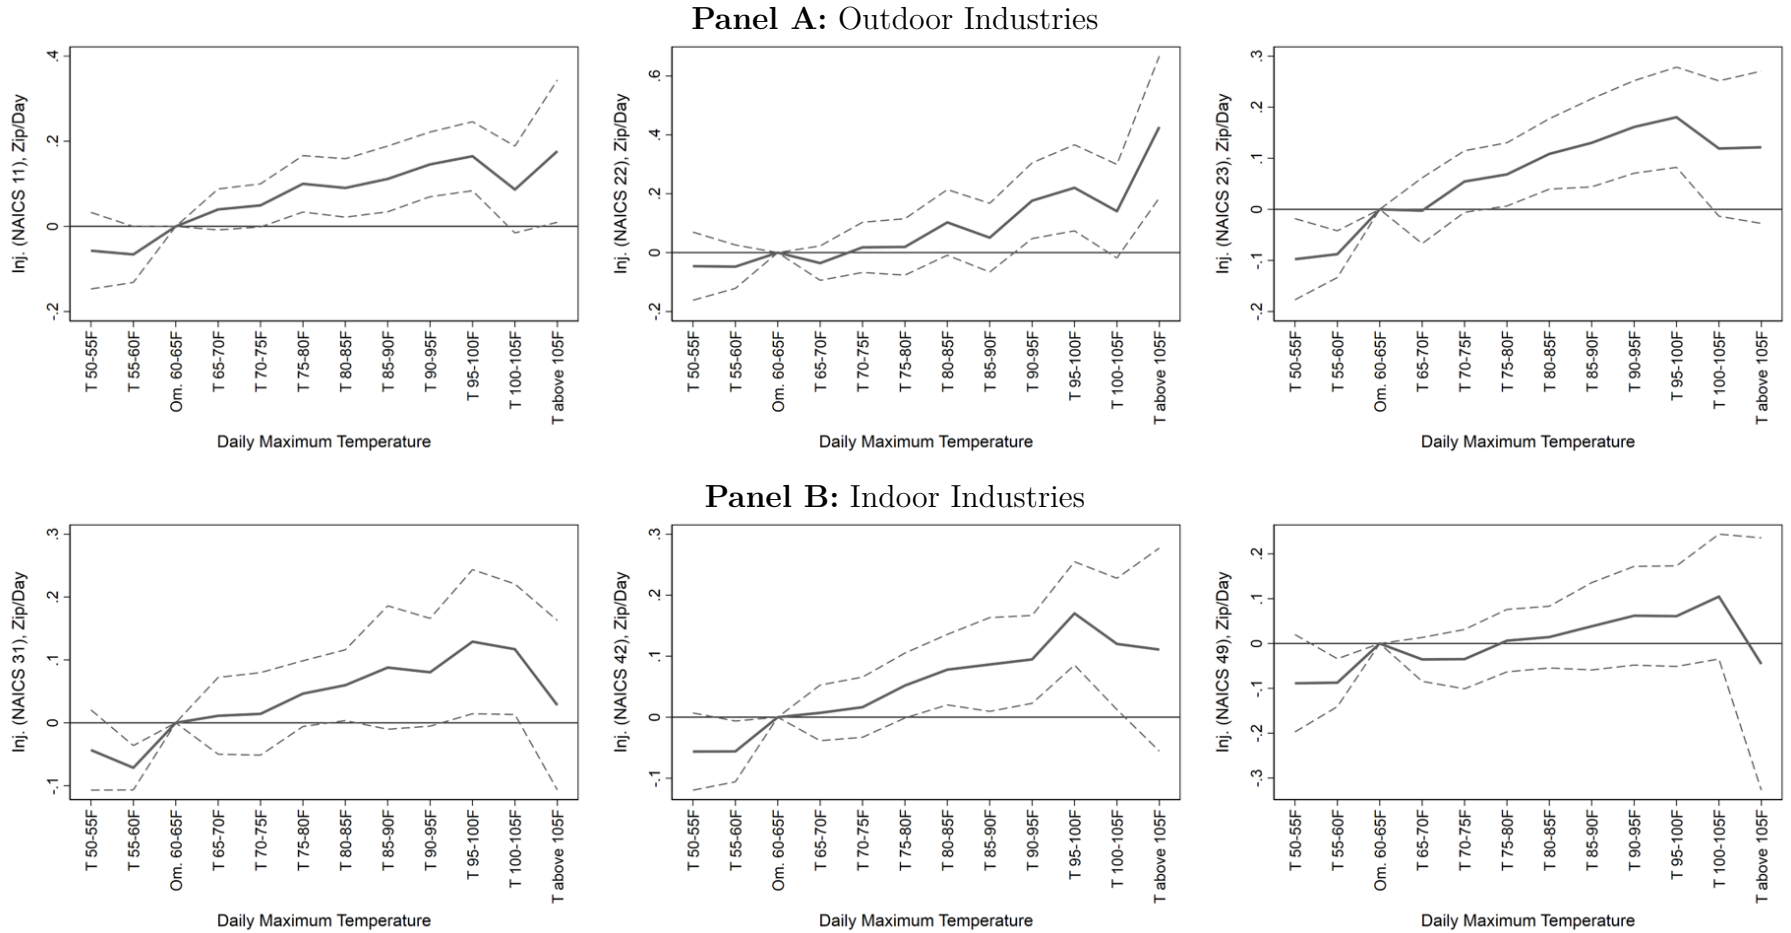 Panel A: Outdoor Industries
Inj. (NAICS 11), Zip/Day
.4
.2
0
-.2
T 50-55F
T 55-60F
Om. 60-65F
T 65-70F
T 70-75F
T 75-80F
T 80-85F
T 85-90F
T 90-95F
T 95-100F
T 100-105F
T above 105F
Daily Maximum Temperature
Inj. (NAICS 22), Zip/Day
.6
.4
.2
0
-.2
T 50-55F
T 55-60F
Om. 60-65F
T 65-70F
T 70-75F
T 75-80F
T 80-85F
T 85-90F
T 90-95F
T 95-100F
T 100-105F
T above 105F
Daily Maximum Temperature
Inj. (NAICS 23), Zip/Day
.3
.2
.1
0
-.1
-.2
T 50-55F
T 55-60F
Om. 60-65F
T 65-70F
T 70-75F
T 75-80F
T 80-85F
T 85-90F
T 90-95F
T 95-100F
T 100-105F
T above 105F
Daily Maximum Temperature
Panel B: Indoor Industries
Inj. (NAICS 31), Zip/Day
.3
.2
.1
0
-.1
T 50-55F
T 55-60F
Om. 60-65F
T 65-70F
T 70-75F
T 75-80F
T 80-85F
T 85-90F
T 90-95F
T 95-100F
T 100-105F
T above 105F
Daily Maximum Temperature
Inj. (NAICS 42), Zip/Day
.3
.2
.1
0
-.1
T 50-55F
T 55-60F
Om. 60-65F
T 65-70F
T 70-75F
T 75-80F
T 80-85F
T 85-90F
T 90-95F
T 95-100F
T 100-105F
T above 105F
Daily Maximum Temperature
Inj. (NAICS 49), Zip/Day
.2
.1
0
-.1
-.2
-.3
T 50-55F
T 55-60F
Om. 60-65F
T 65-70F
T 70-75F
T 75-80F
T 80-85F
T 85-90F
T 90-95F
T 95-100F
T 100-105F
T above 105F
Daily Maximum Temperature